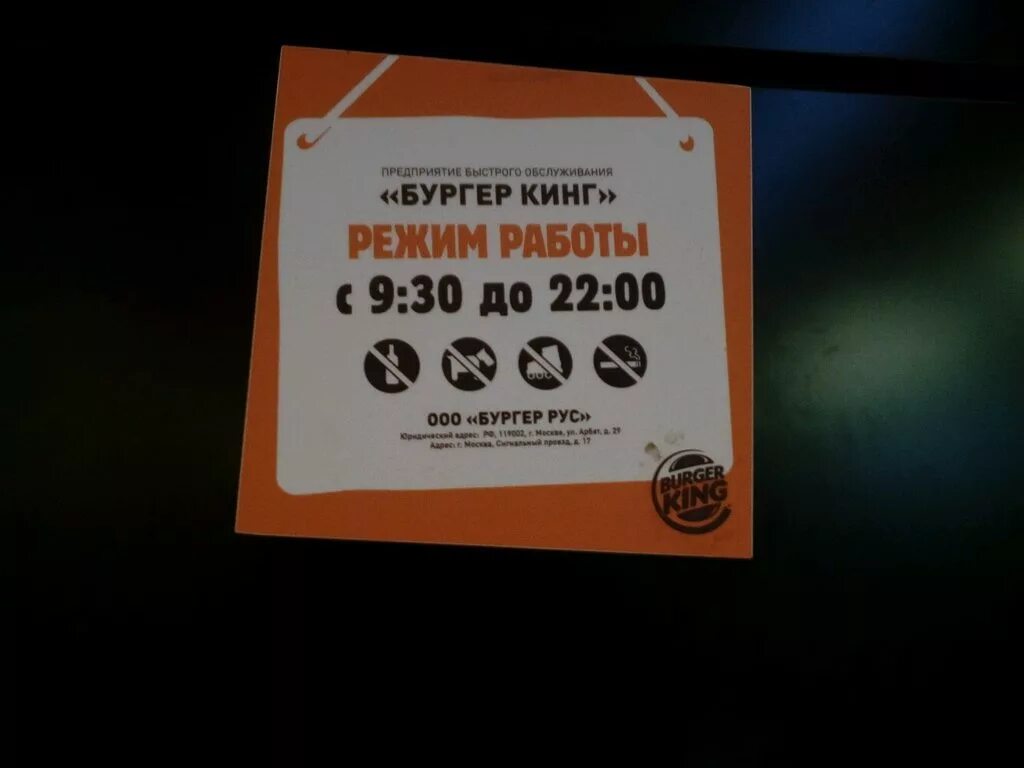 ПРЕДПРИЯТИЕ БЫСТРОГО ОБСЛУЖИВАНИЯ
«БУРГЕР КИНГ»
РЕЖИМ РАБОТЫ
с 9:30 до 22:00
ООО «БУРГЕР РУС»
Юридический адрес: РФ, 119002, г. Москва, ул. Арбат, д. 29
Адрес: г. Москва, Сигнальный проезд, д. 17
BURGER
KING